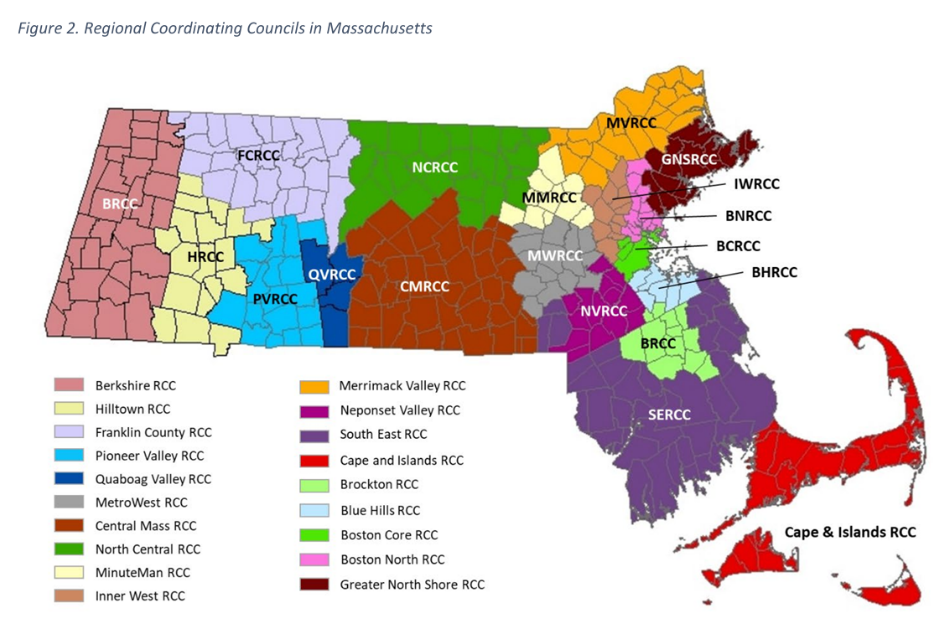 Figure 2. Regional Coordinating Councils in Massachusetts
MVRCC
FCRCC
NCRCC
GNSRCC
IWRCC
BRCC
MMRCC
BNRCC
HRCC
MWRCC
BCRCC
QVRCC
BHRCC
PVRCC
CMRCC
NVRCC
BRCC
SERCC
Cape & Islands RCC
Berkshire RCC
Hilltown RCC
Franklin County RCC
Pioneer Valley RCC
Quaboag Valley RCC
MetroWest RCC
Central Mass RCC
North Central RCC
MinuteMan RCC
Inner West RCC
Merrimack Valley RCC
Neponset Valley RCC
South East RCC
Cape and Islands RCC
Brockton RCC
Blue Hills RCC
Boston Core RCC
Boston North RCC
Greater North Shore RCC